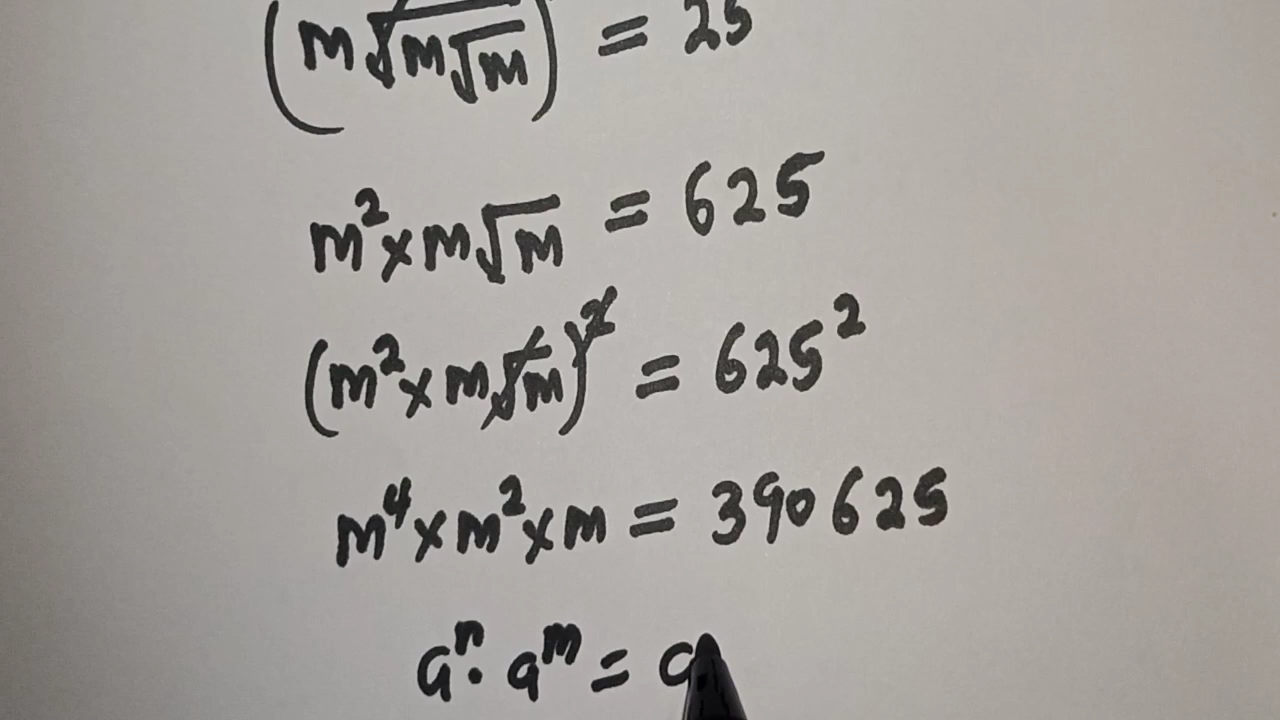 (m√m√m) = 25
m²×m√m = 625
(m²×m√m)² = 625²
m⁴×m²×m = 390625
aⁿ·aᵐ = a